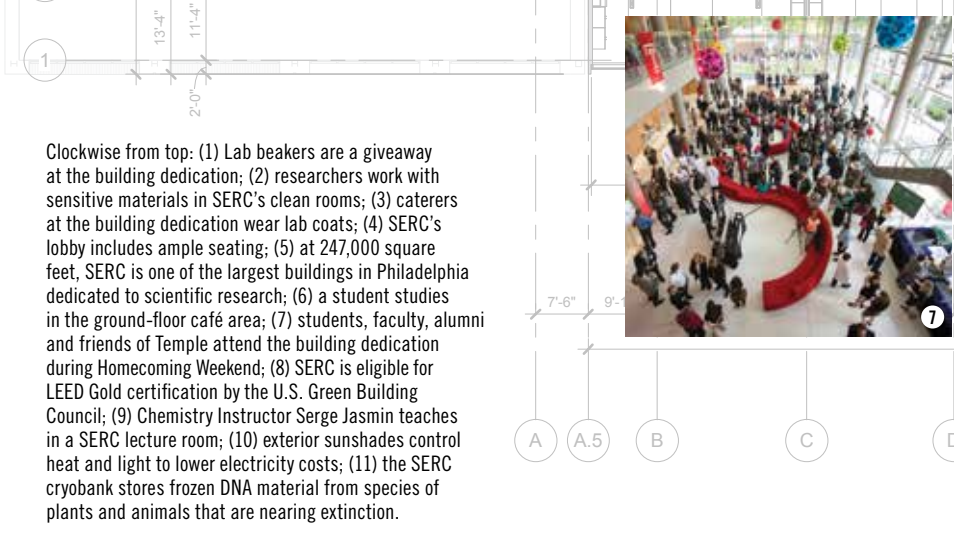 1
13'-4"
11'-4"
2'-0"
Clockwise from top: (1) Lab beakers are a giveaway
at the building dedication; (2) researchers work with
sensitive materials in SERC’s clean rooms; (3) caterers
at the building dedication wear lab coats; (4) SERC’s
lobby includes ample seating; (5) at 247,000 square
feet, SERC is one of the largest buildings in Philadelphia
dedicated to scientific research; (6) a student studies
in the ground-floor café area; (7) students, faculty, alumni
and friends of Temple attend the building dedication
during Homecoming Weekend; (8) SERC is eligible for
LEED Gold certification by the U.S. Green Building
Council; (9) Chemistry Instructor Serge Jasmin teaches
in a SERC lecture room; (10) exterior sunshades control
heat and light to lower electricity costs; (11) the SERC
cryobank stores frozen DNA material from species of
plants and animals that are nearing extinction.
7'-6"
7
A
A.5
B
C